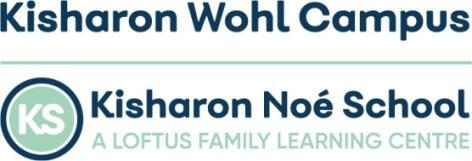 Kisharon Wohl Campus
KS
Kisharon Noé School
A LOFTUS FAMILY LEARNING CENTRE